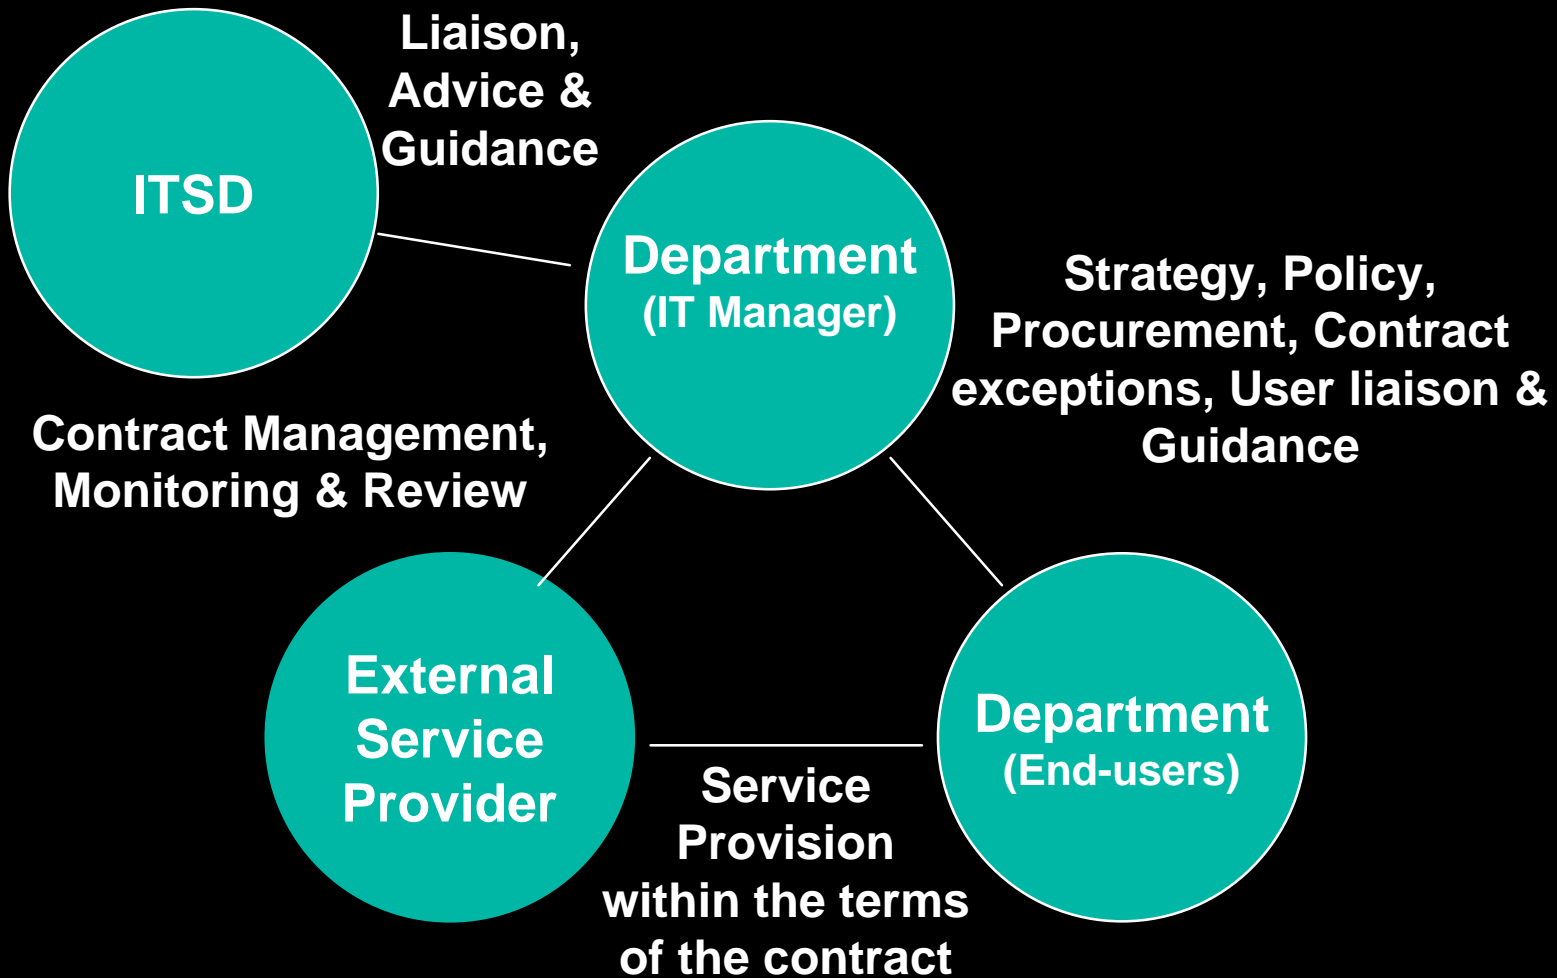 Liaison,
Advice &
Guidance
ITSD
Department
(IT Manager)
Strategy, Policy,
Procurement, Contract
exceptions, User liaison &
Guidance
Contract Management,
Monitoring & Review
External
Service
Provider
Department
(End-users)
Service
Provision
within the terms
of the contract